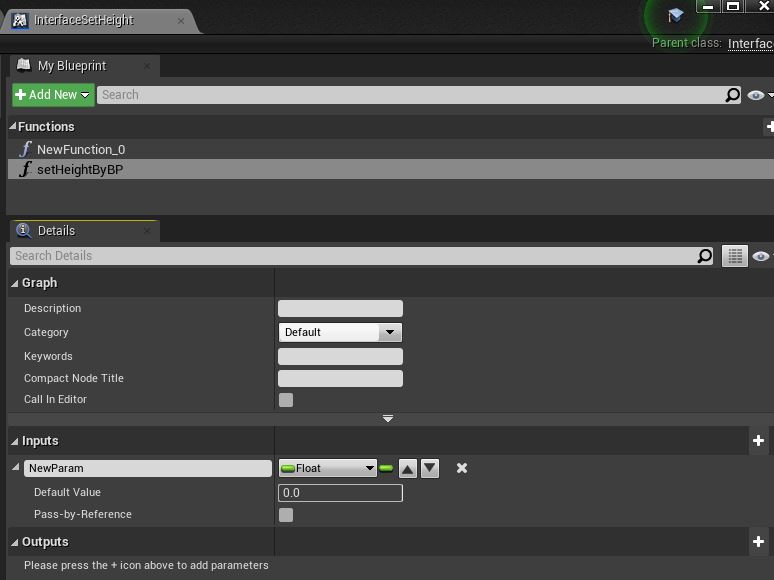 InterfaceSetHeight
Parent class: Interfac
My Blueprint
Add New
Search
Functions
NewFunction_0
setHeightByBP
Details
Search Details
Graph
Description
Category Default
Keywords
Compact Node Title
Call In Editor
Inputs
NewParam Float
Default Value 0.0
Pass-by-Reference
Outputs
Please press the + icon above to add parameters